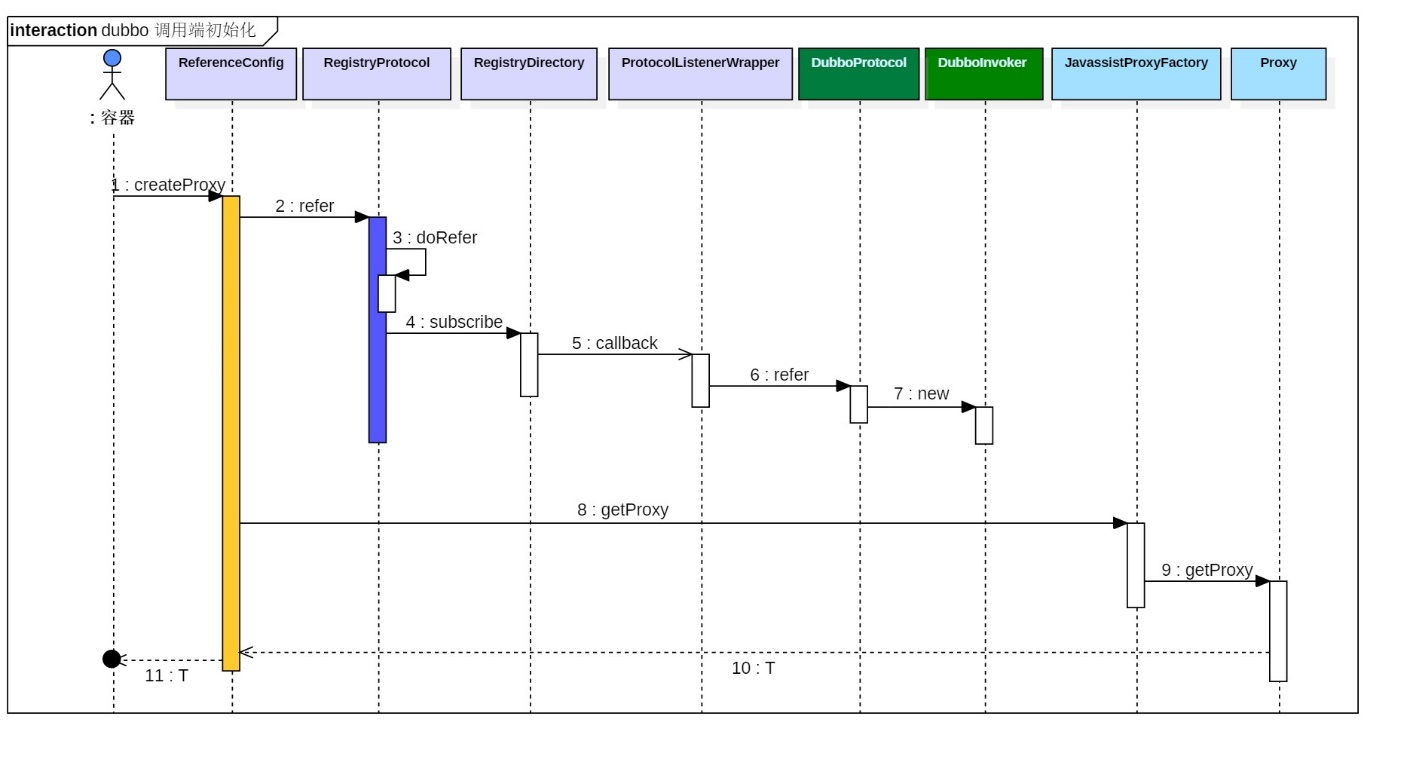 interaction dubbo 调用端初始化
ReferenceConfig
RegistryProtocol
RegistryDirectory
ProtocolListenerWrapper
DubboProtocol
DubboInvoker
JavassistProxyFactory
Proxy
: 容器
1 : createProxy
2 : refer
3 : doRefer
4 : subscribe
5 : callback
6 : refer
7 : new
8 : getProxy
9 : getProxy
10 : T
11 : T